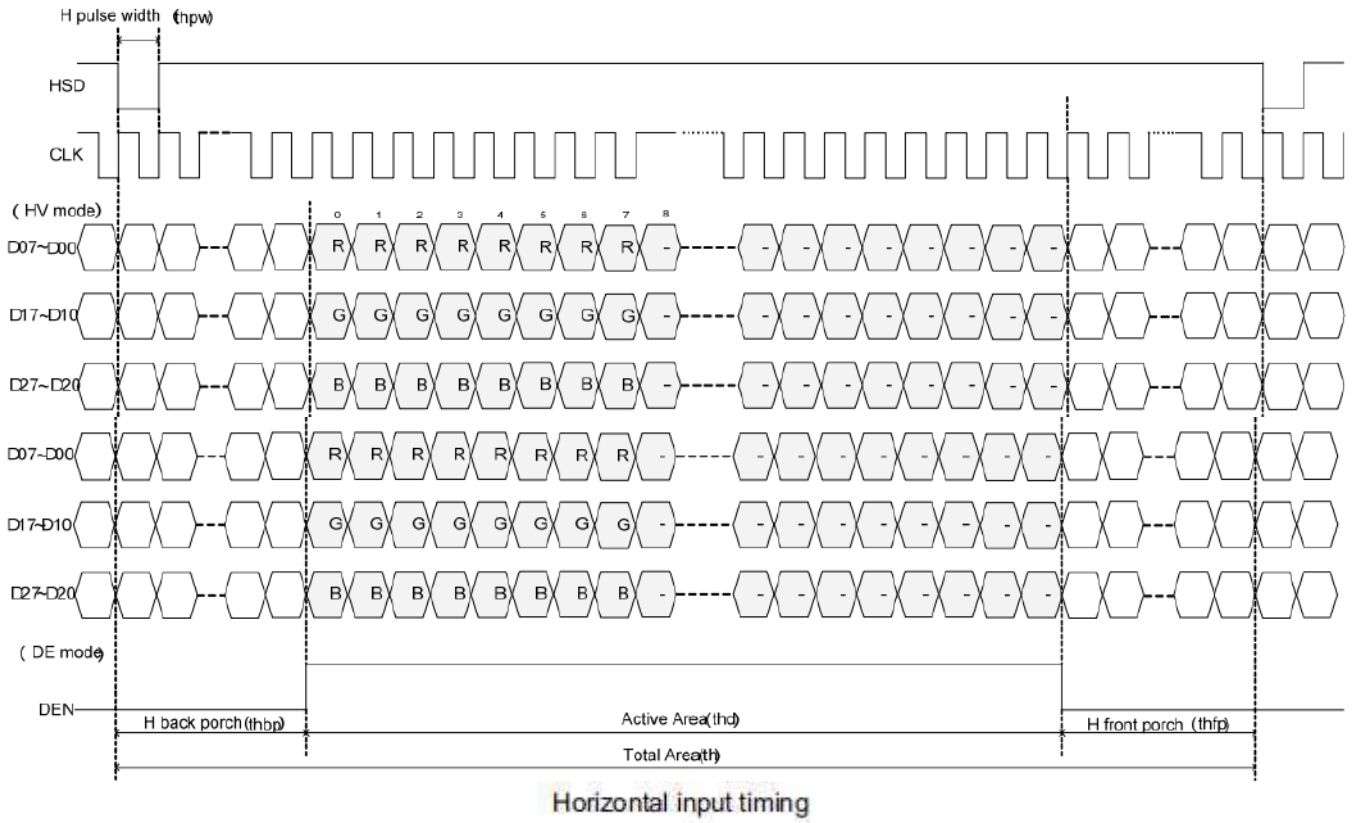 H pulse width (thpw)
HSD
CLK
( HV mode)
0 1 2 3 4 5 6 7 8
D07~D00 R R R R R R R R - - - - - - - - -
D17~D10 G G G G G G G G - - - - - - - - -
D27~D20 B B B B B B B B - - - - - - - - -
D07~D00 R R R R R R R R - - - - - - - - -
D17~D10 G G G G G G G G - - - - - - - - -
D27~D20 B B B B B B B B - - - - - - - - -
( DE mode)
DEN
H back porch (thbp) Active Area(thd) H front porch (thfp)
Total Area(th)
Horizontal input timing